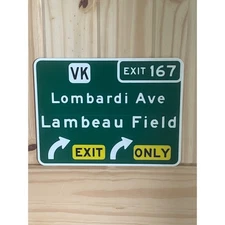 VK EXIT 167
Lombardi Ave
Lambeau Field
EXIT ONLY